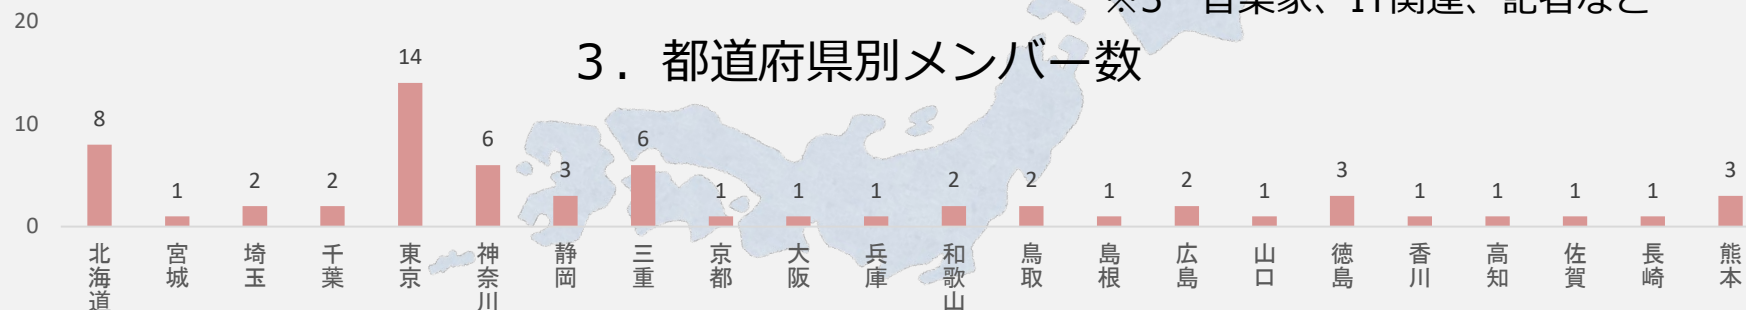 ※3 音楽家、IT関連、記者など
3．都道府県別メンバー数
20
10
0
8 1 2 2 14 6 3 6 1 1 1 2 2 1 2 1 3 1 1 1 1 3
北海道 宮城 埼玉 千葉 東京 神奈川 静岡 三重 京都 大阪 兵庫 和歌山 鳥取 島根 広島 山口 徳島 香川 高知 佐賀 長崎 熊本